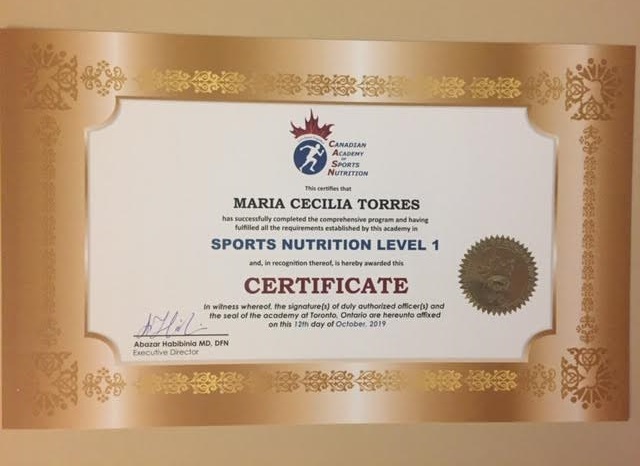 CANADIAN
ACADEMY
OF
SPORTS
NUTRITION
This certifies that
MARIA CECILIA TORRES
has successfully completed the comprehensive program and having
fulfilled all the requirements established by this academy in
SPORTS NUTRITION LEVEL 1
and, in recognition thereof, is hereby awarded this
CERTIFICATE
In witness whereof, the signature(s) of duly authorized officer(s) and
the seal of the academy at Toronto, Ontario are hereunto affixed
on this 12th day of October, 2019
Abazar Habibinia MD, DFN
Executive Director